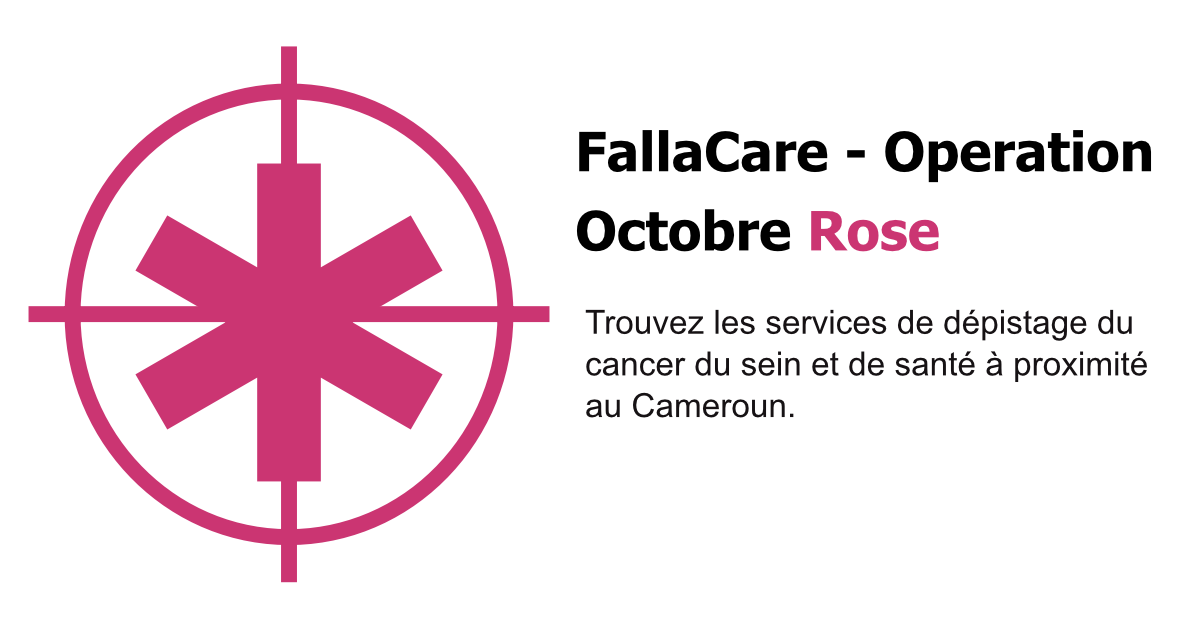 FallaCare - Operation
Octobre Rose
Trouvez les services de dépistage du
cancer du sein et de santé à proximité
au Cameroun.